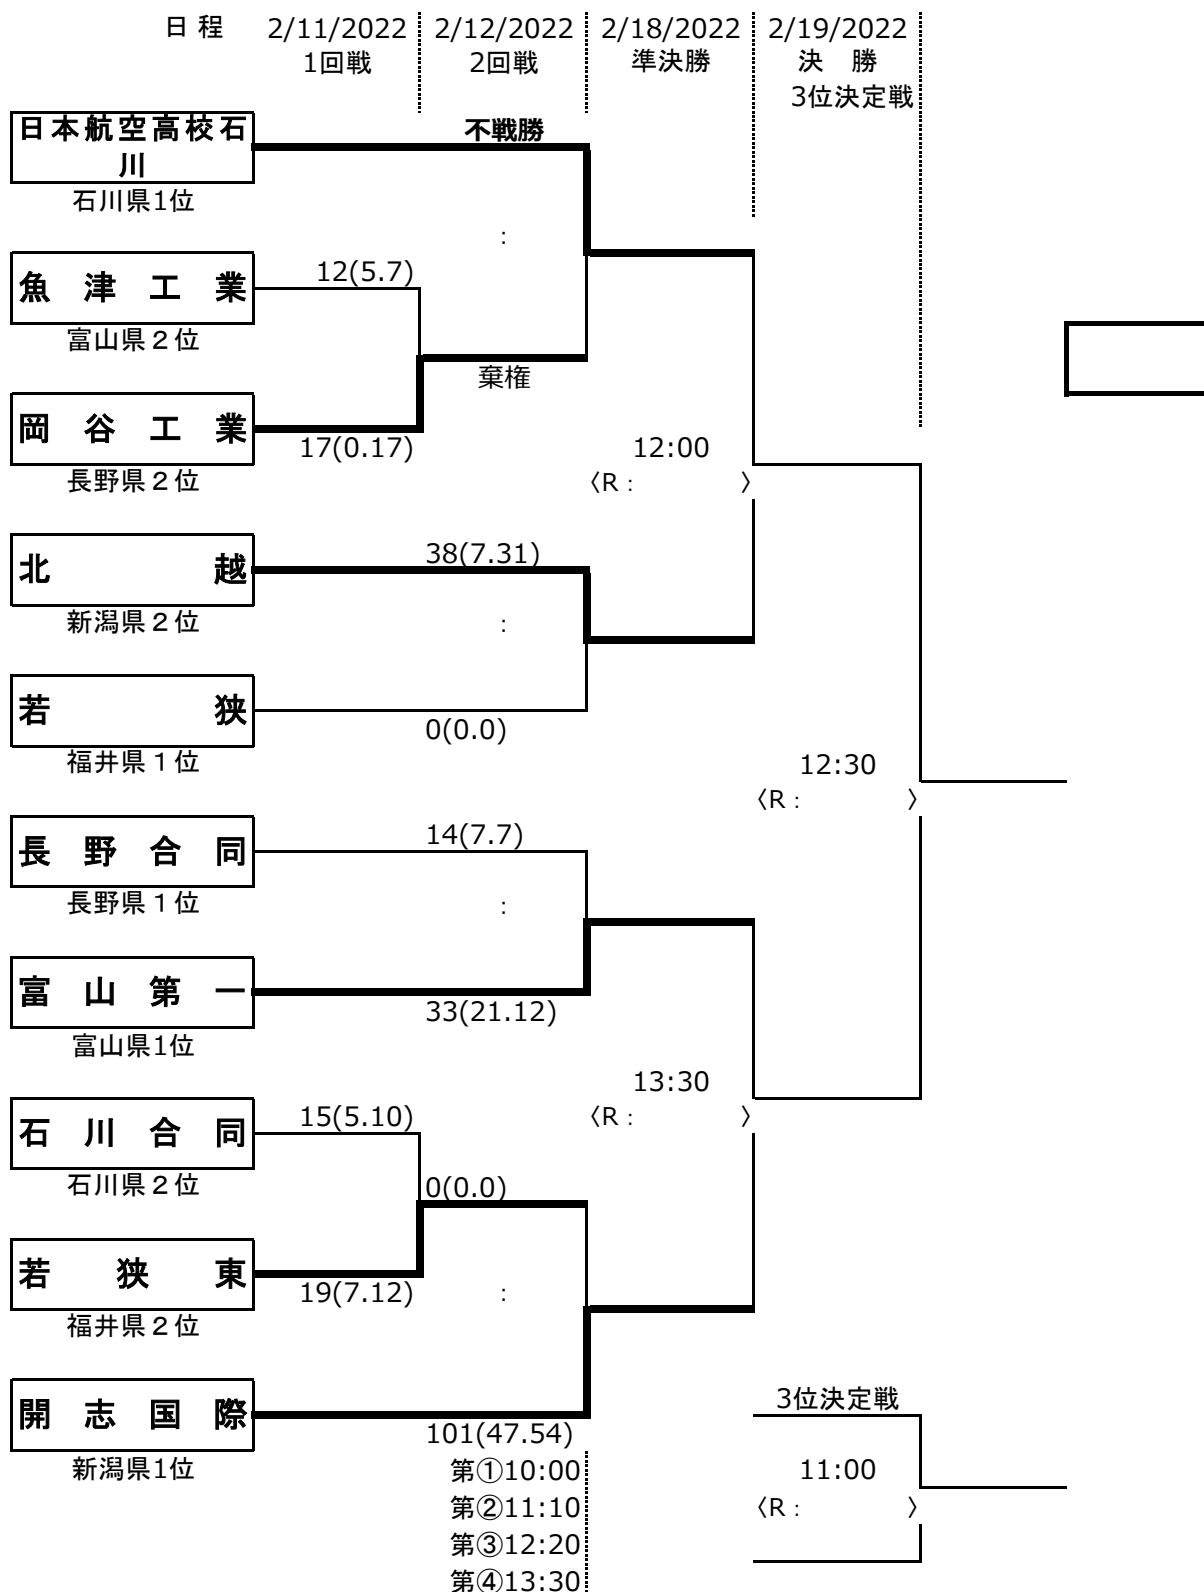 日 程 2/11/2022 2/12/2022 2/18/2022 2/19/2022
1回戦 2回戦 準決勝 決　勝
3位決定戦
日本航空高校石
川
不戦勝
石川県1位
:
12(5.7)
魚 津 工 業
富山県２位
棄権
岡 谷 工 業
17(0.17)
12:00
長野県２位
〈R : 〉
38(7.31)
北 越
新潟県２位
:
若 狭
0(0.0)
福井県１位
12:30
〈R : 〉
14(7.7)
長 野 合 同
長野県１位
:
富 山 第 一
33(21.12)
富山県1位
13:30
15(5.10)
〈R : 〉
石 川 合 同
石川県２位
0(0.0)
若 狭 東
19(7.12)
:
福井県２位
3位決定戦
開 志 国 際
101(47.54)
新潟県1位
第①10:00
11:00
第②11:10
〈R : 〉
第③12:20
第④13:30